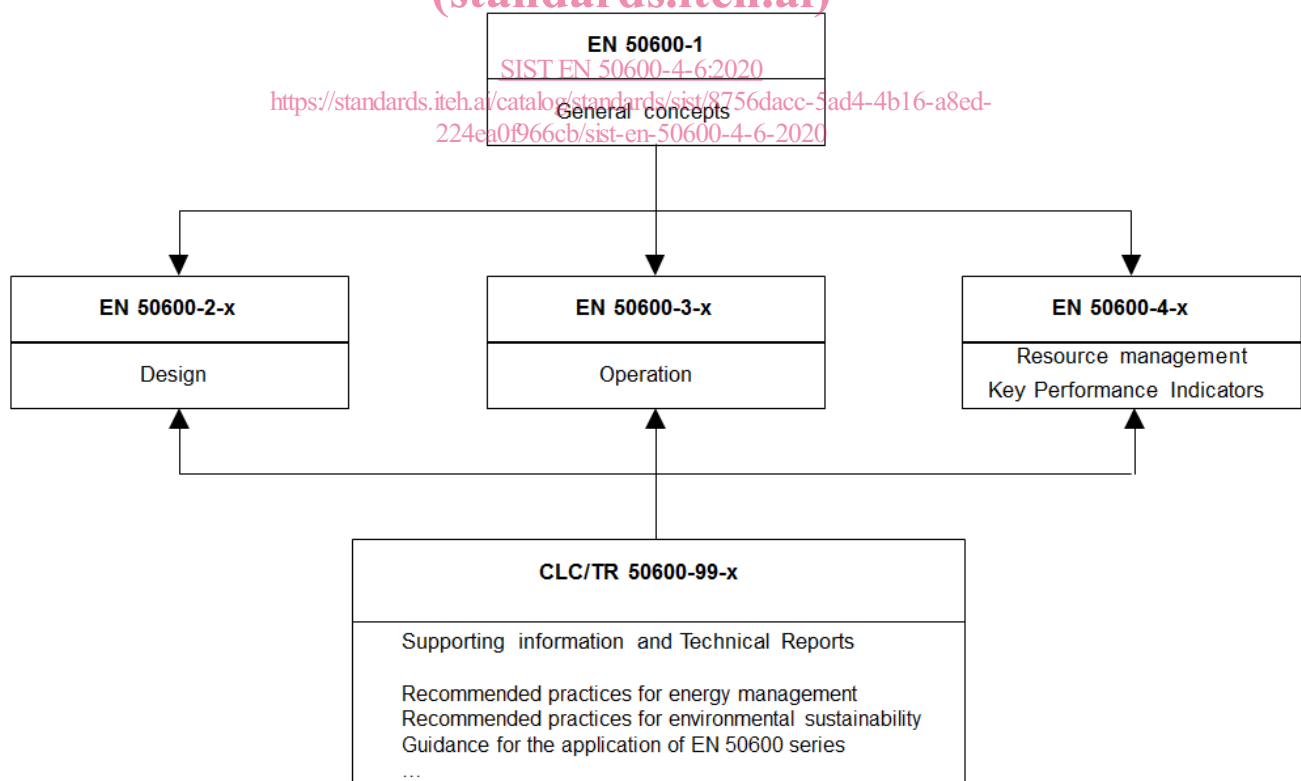 (standards.iteh.ai)
EN 50600-1
SIST EN 50600-4-6:2020
https://standards.iteh.ai/catalog/standards/sist/8756dacc-5ad4-4b16-a8ed-
General concepts
224ea0f966cb/sist-en-50600-4-6-2020
EN 50600-2-x
EN 50600-3-x
EN 50600-4-x
Design
Operation
Resource management
Key Performance Indicators
CLC/TR 50600-99-x
Supporting information and Technical Reports
Recommended practices for energy management
Recommended practices for environmental sustainability
Guidance for the application of EN 50600 series
...